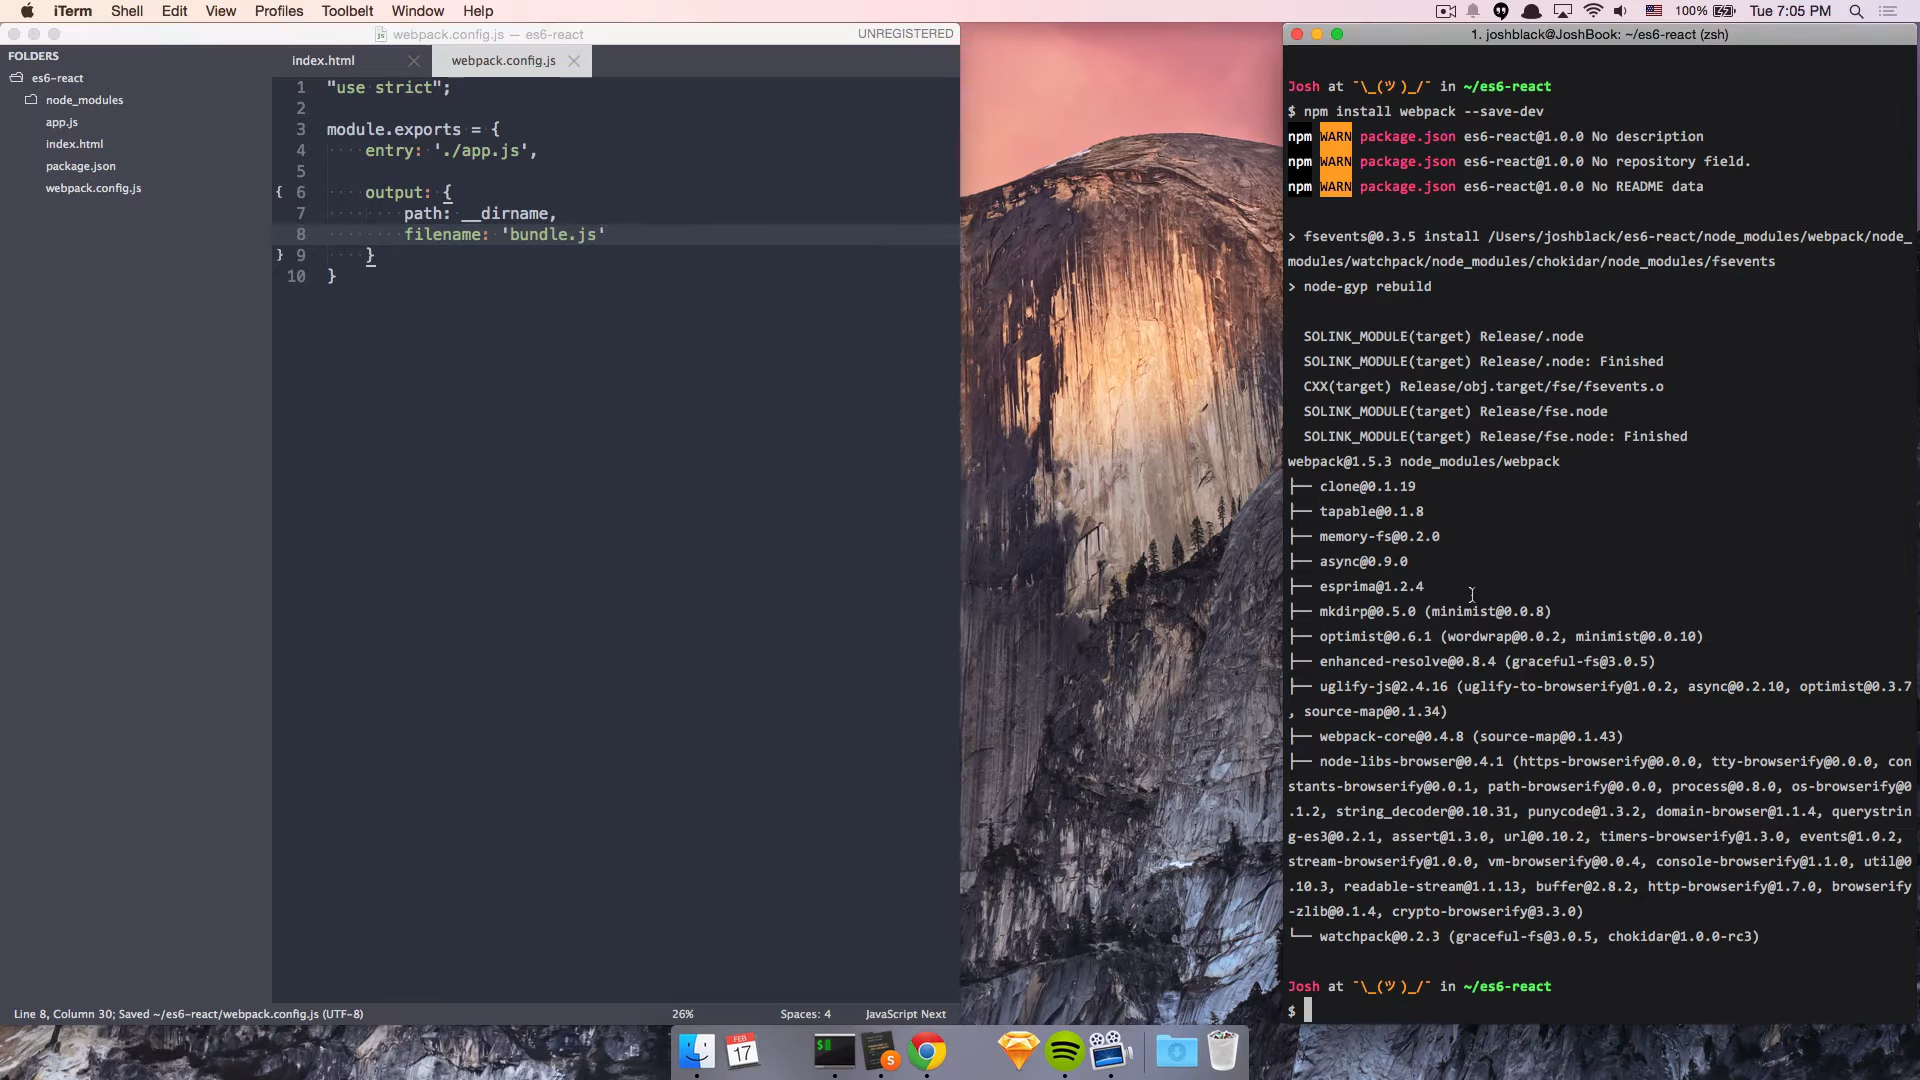 iTerm Shell Edit View Profiles Toolbelt Window Help
100% Tue 7:05 PM
webpack.config.js — es6-react UNREGISTERED
FOLDERS
es6-react
node_modules
app.js
index.html
package.json
webpack.config.js
index.html webpack.config.js
1 "use strict";
2
3 module.exports = {
4 entry: './app.js',
5
6 output: {
7 path: __dirname,
8 filename: 'bundle.js'
9 }
10 }
Line 8, Column 30; Saved ~/es6-react/webpack.config.js (UTF-8) 26% Spaces: 4 JavaScript Next
1. joshblack@JoshBook: ~/es6-react (zsh)
Josh at ¯\_(ツ)_/¯ in ~/es6-react
$ npm install webpack --save-dev
npm WARN package.json es6-react@1.0.0 No description
npm WARN package.json es6-react@1.0.0 No repository field.
npm WARN package.json es6-react@1.0.0 No README data
> fsevents@0.3.5 install /Users/joshblack/es6-react/node_modules/webpack/node_
modules/watchpack/node_modules/chokidar/node_modules/fsevents
> node-gyp rebuild
SOLINK_MODULE(target) Release/.node
SOLINK_MODULE(target) Release/.node: Finished
CXX(target) Release/obj.target/fse/fsevents.o
SOLINK_MODULE(target) Release/fse.node
SOLINK_MODULE(target) Release/fse.node: Finished
webpack@1.5.3 node_modules/webpack
├── clone@0.1.19
├── tapable@0.1.8
├── memory-fs@0.2.0
├── async@0.9.0
├── esprima@1.2.4
├── mkdirp@0.5.0 (minimist@0.0.8)
├── optimist@0.6.1 (wordwrap@0.0.2, minimist@0.0.10)
├── enhanced-resolve@0.8.4 (graceful-fs@3.0.5)
├── uglify-js@2.4.16 (uglify-to-browserify@1.0.2, async@0.2.10, optimist@0.3.7
, source-map@0.1.34)
├── webpack-core@0.4.8 (source-map@0.1.43)
├── node-libs-browser@0.4.1 (https-browserify@0.0.0, tty-browserify@0.0.0, con
stants-browserify@0.0.1, path-browserify@0.0.0, process@0.8.0, os-browserify@0
.1.2, string_decoder@0.10.31, punycode@1.3.2, domain-browser@1.1.4, querystrin
g-es3@0.2.1, assert@1.3.0, url@0.10.2, timers-browserify@1.3.0, events@1.0.2,
stream-browserify@1.0.0, vm-browserify@0.0.4, console-browserify@1.1.0, util@0
.10.3, readable-stream@1.1.13, buffer@2.8.2, http-browserify@1.7.0, browserify
-zlib@0.1.4, crypto-browserify@3.3.0)
└── watchpack@0.2.3 (graceful-fs@3.0.5, chokidar@1.0.0-rc3)
Josh at ¯\_(ツ)_/¯ in ~/es6-react
$
FEB
17
$
S